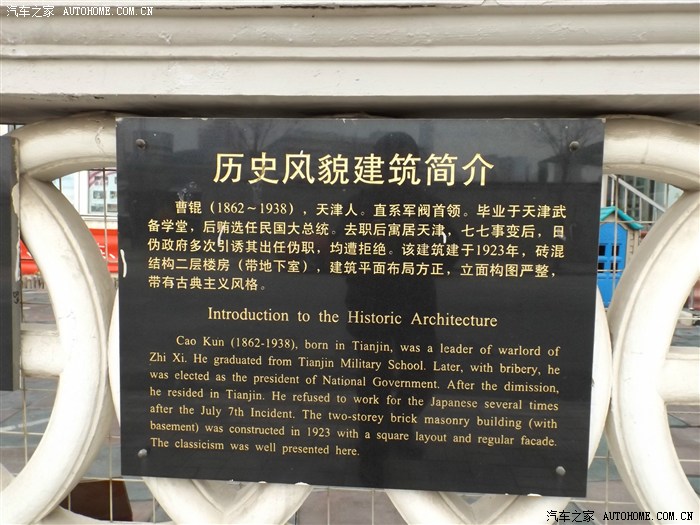 汽车之家 AUTOHOME.COM.CN
历史风貌建筑简介
曹锟(1862～1938),天津人。直系军阀首领。毕业于天津武
备学堂,后贿选任民国大总统。去职后寓居天津,七七事变后,日
伪政府多次引诱其出任伪职,均遭拒绝。该建筑建于1923年,砖混
结构二层楼房(带地下室),建筑平面布局方正,立面构图严整,
带有古典主义风格。
Introduction to the Historic Architecture
Cao Kun (1862-1938), born in Tianjin, was a leader of warlord of
Zhi Xi. He graduated from Tianjin Military School. Later, with bribery, he
was elected as the president of National Government. After the dimission,
he resided in Tianjin. He refused to work for the Japanese several times
after the July 7th Incident. The two-storey brick masonry building (with
basement) was constructed in 1923 with a square layout and regular facade.
The classicism was well presented here.
汽车之家 AUTOHOME.COM.CN